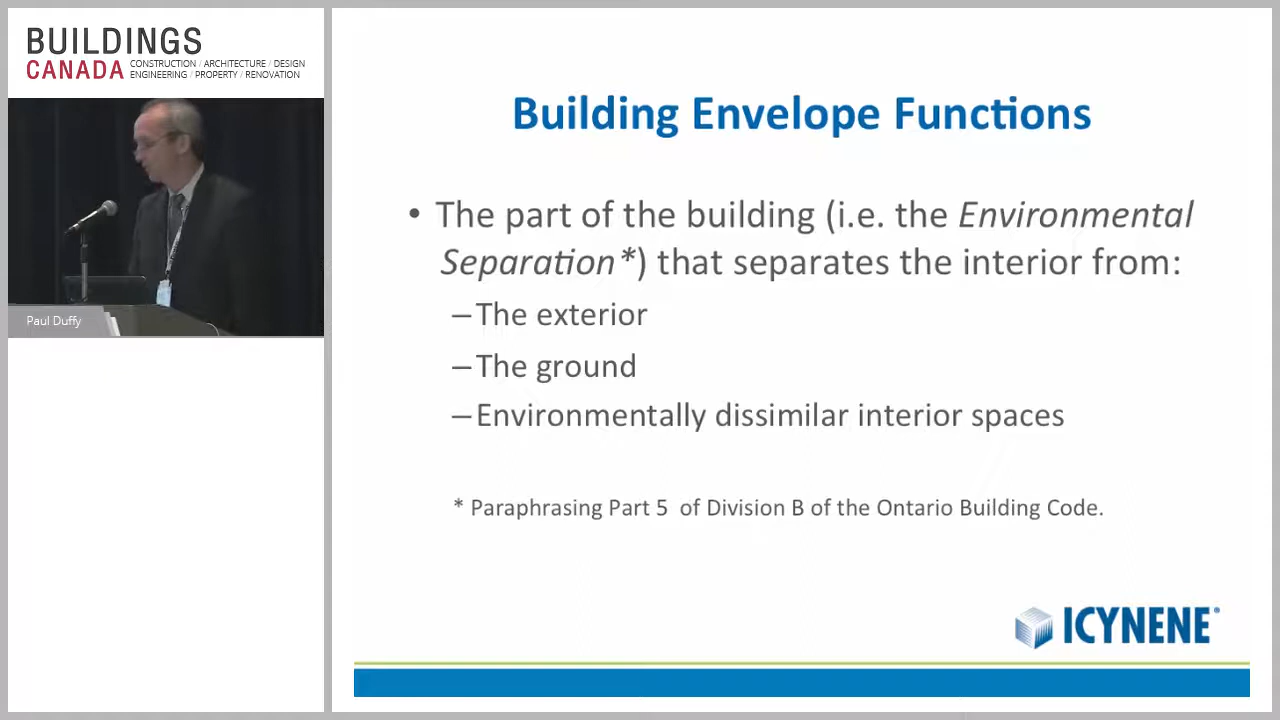 BUILDINGS
CANADA CONSTRUCTION / ARCHITECTURE / DESIGN
ENGINEERING / PROPERTY / RENOVATION
Paul Duffy
Building Envelope Functions
• The part of the building (i.e. the Environmental
Separation*) that separates the interior from:
–The exterior
–The ground
–Environmentally dissimilar interior spaces
* Paraphrasing Part 5 of Division B of the Ontario Building Code.
ICYNENE®